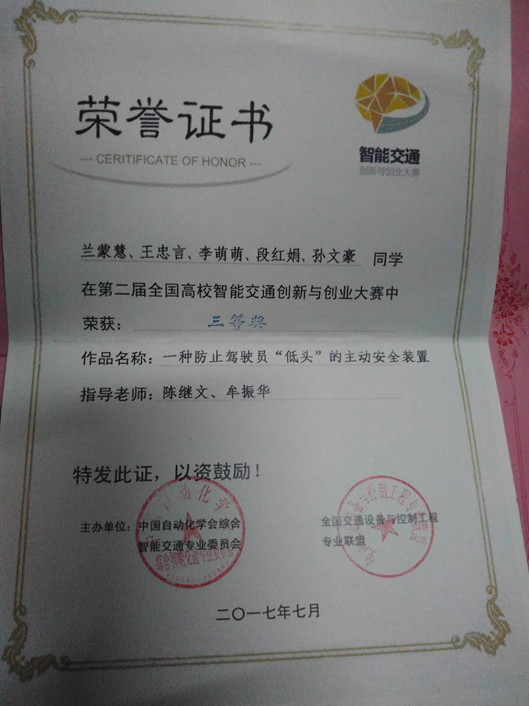 荣誉证书
--- CERITIFICATE OF HONOR ---
智能交通
创新与创业大赛
兰蒙慧、王忠言、李萌萌、段红娟、孙文豪 同学
在第二届全国高校智能交通创新与创业大赛中
荣获： 三等奖
作品名称：一种防止驾驶员“低头”的主动安全装置
指导老师：陈继文、牟振华
特发此证，以资鼓励！
主办单位：中国自动化学会综合
智能交通专业委员会
全国交通设备与控制工程
专业联盟
二〇一七年七月